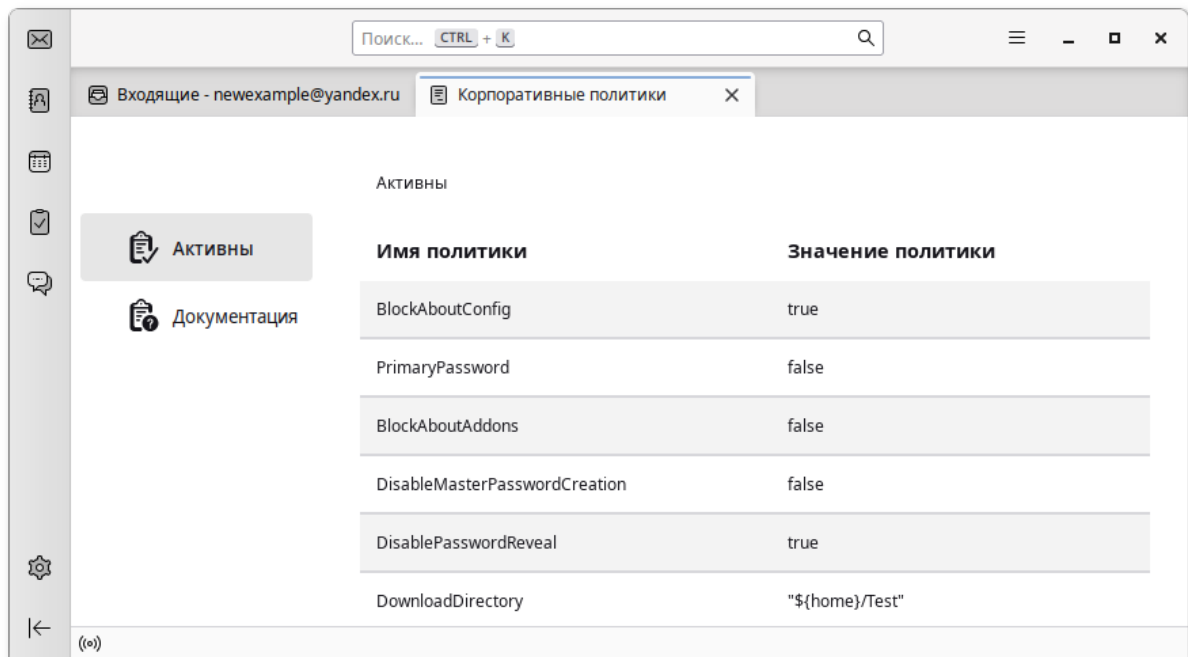 Поиск... CTRL + K
Входящие - newexample@yandex.ru Корпоративные политики
Активны
Документация
Активны
Имя политики Значение политики
BlockAboutConfig true
PrimaryPassword false
BlockAboutAddons false
DisableMasterPasswordCreation false
DisablePasswordReveal true
DownloadDirectory "${home}/Test"